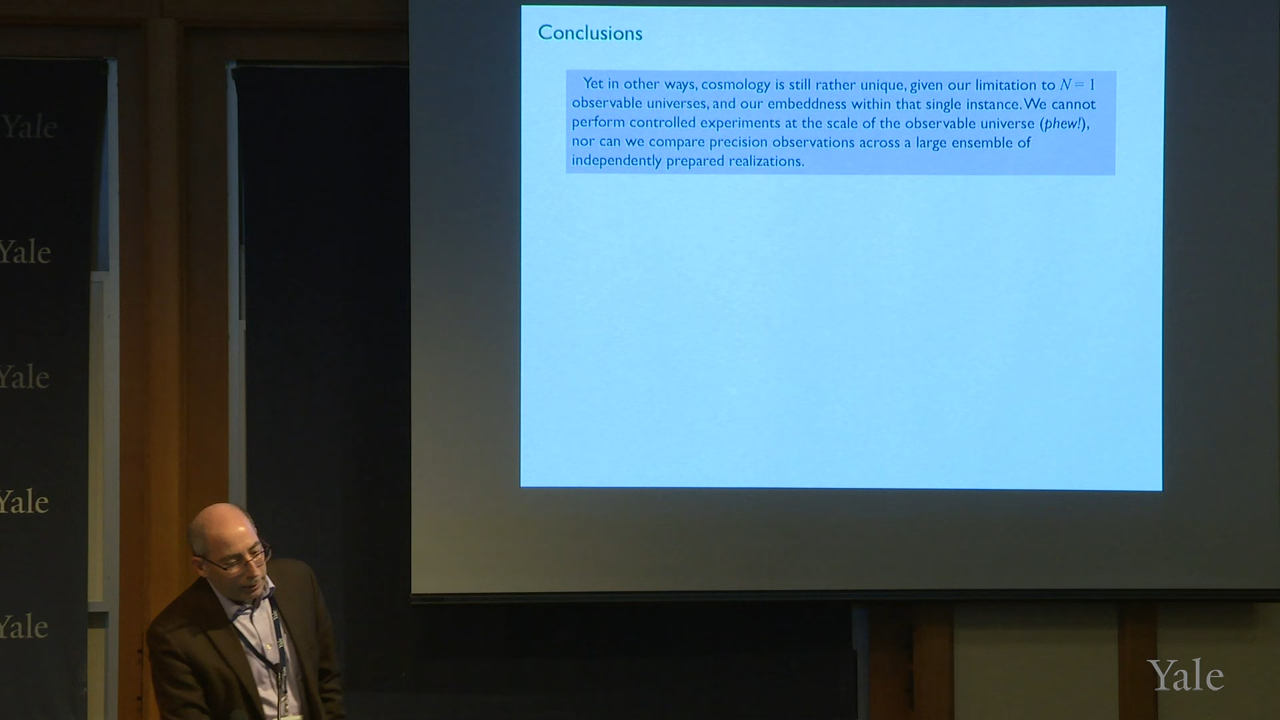 Conclusions
Yet in other ways, cosmology is still rather unique, given our limitation to N = 1
observable universes, and our embeddness within that single instance. We cannot
perform controlled experiments at the scale of the observable universe (phew!),
nor can we compare precision observations across a large ensemble of
independently prepared realizations.
Yale
Yale
Yale
Yale
Yale
Yale